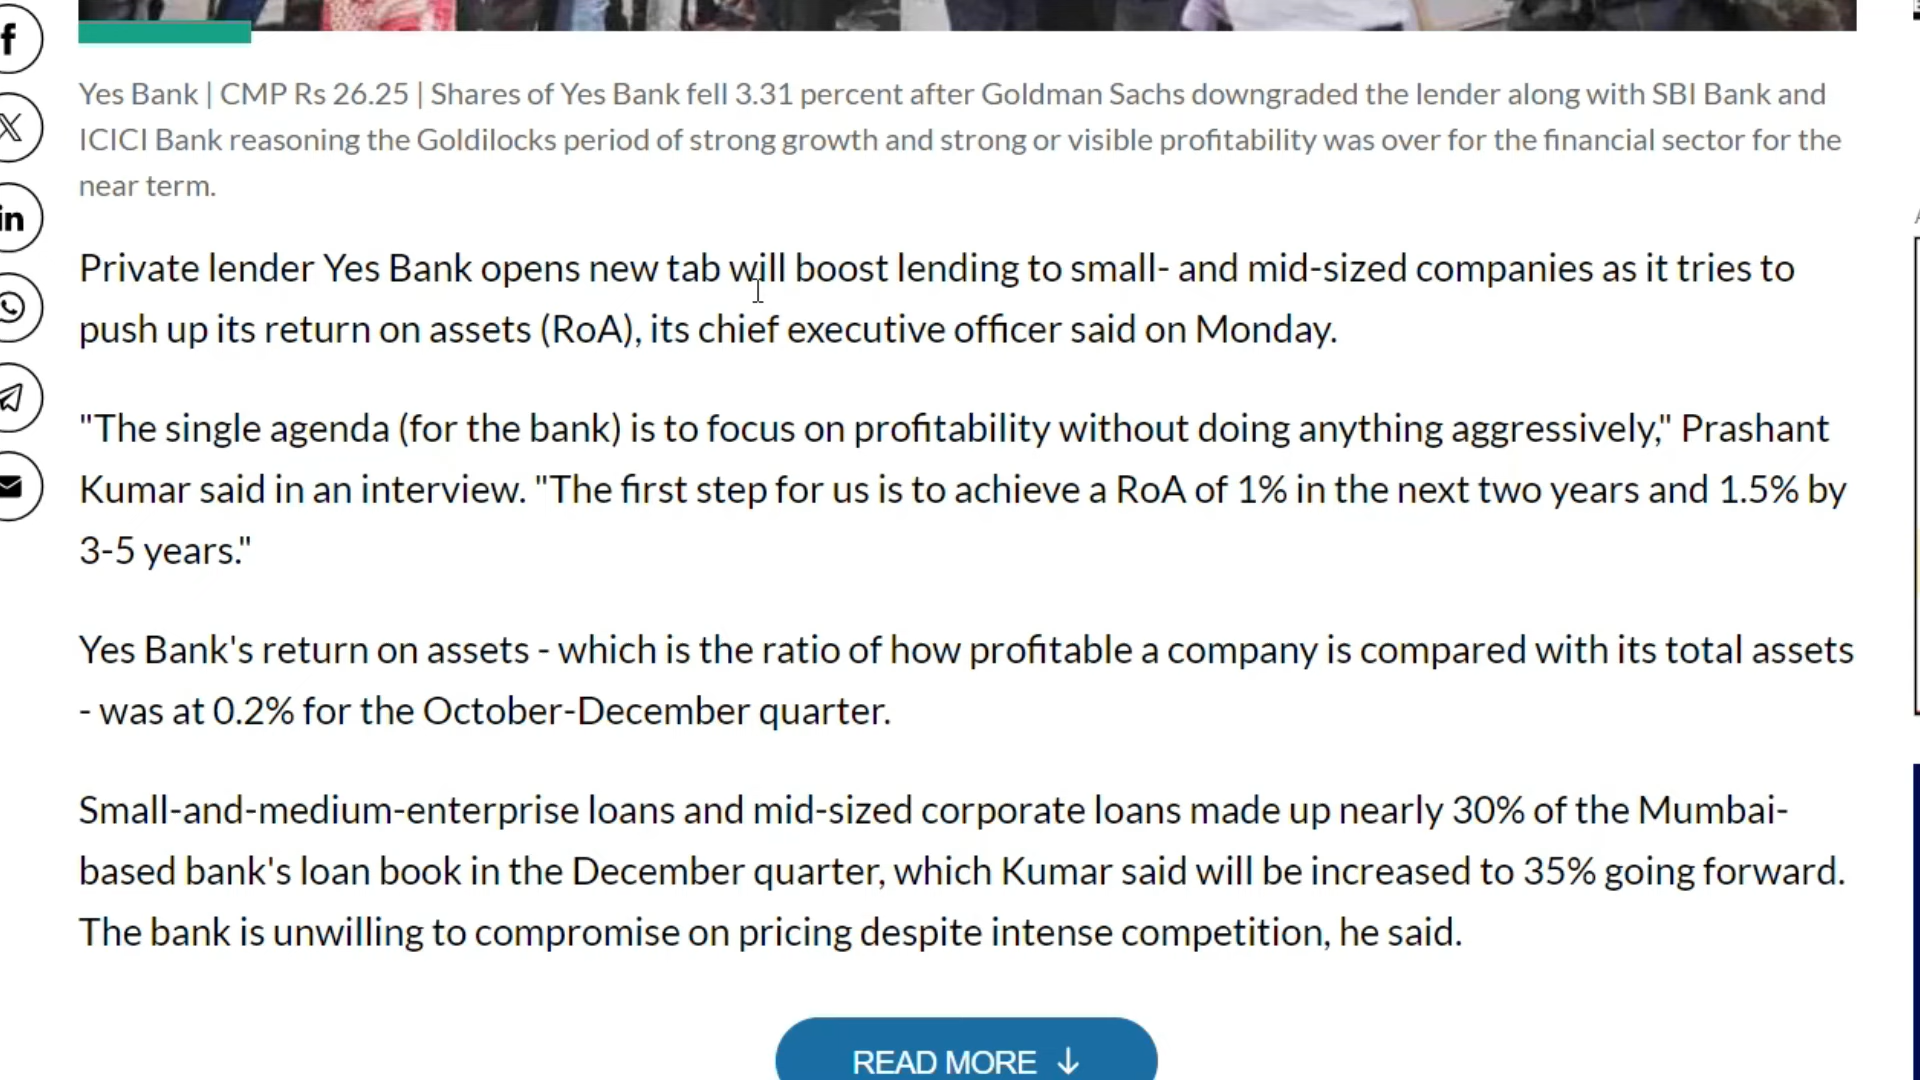 f
X
in
Yes Bank | CMP Rs 26.25 | Shares of Yes Bank fell 3.31 percent after Goldman Sachs downgraded the lender along with SBI Bank and
ICICI Bank reasoning the Goldilocks period of strong growth and strong or visible profitability was over for the financial sector for the
near term.
Private lender Yes Bank opens new tab will boost lending to small- and mid-sized companies as it tries to
push up its return on assets (RoA), its chief executive officer said on Monday.
"The single agenda (for the bank) is to focus on profitability without doing anything aggressively," Prashant
Kumar said in an interview. "The first step for us is to achieve a RoA of 1% in the next two years and 1.5% by
3-5 years."
Yes Bank's return on assets - which is the ratio of how profitable a company is compared with its total assets
- was at 0.2% for the October-December quarter.
Small-and-medium-enterprise loans and mid-sized corporate loans made up nearly 30% of the Mumbai-
based bank's loan book in the December quarter, which Kumar said will be increased to 35% going forward.
The bank is unwilling to compromise on pricing despite intense competition, he said.
READ MORE ↓